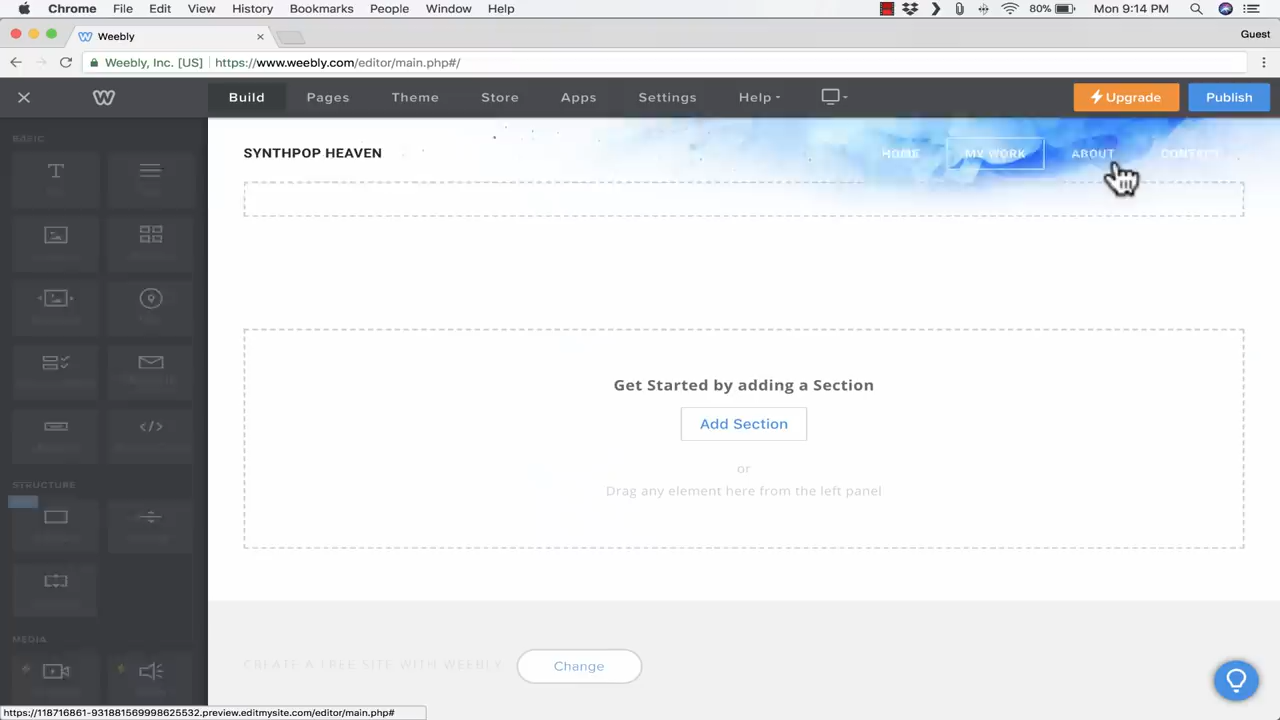 Chrome File Edit View History Bookmarks People Window Help 80% Mon 9:14 PM
Weebly Guest
Weebly, Inc. [US] https://www.weebly.com/editor/main.php#/
Build Pages Theme Store Apps Settings Help Upgrade Publish
BASIC
SYNTHPOP HEAVEN HOME MY WORK ABOUT CONTACT
Get Started by adding a Section
Add Section
or
Drag any element here from the left panel
STRUCTURE
MEDIA
CREATE A FREE SITE WITH WEEBLY Change
https://118716861-931881569998625532.preview.editmysite.com/editor/main.php#